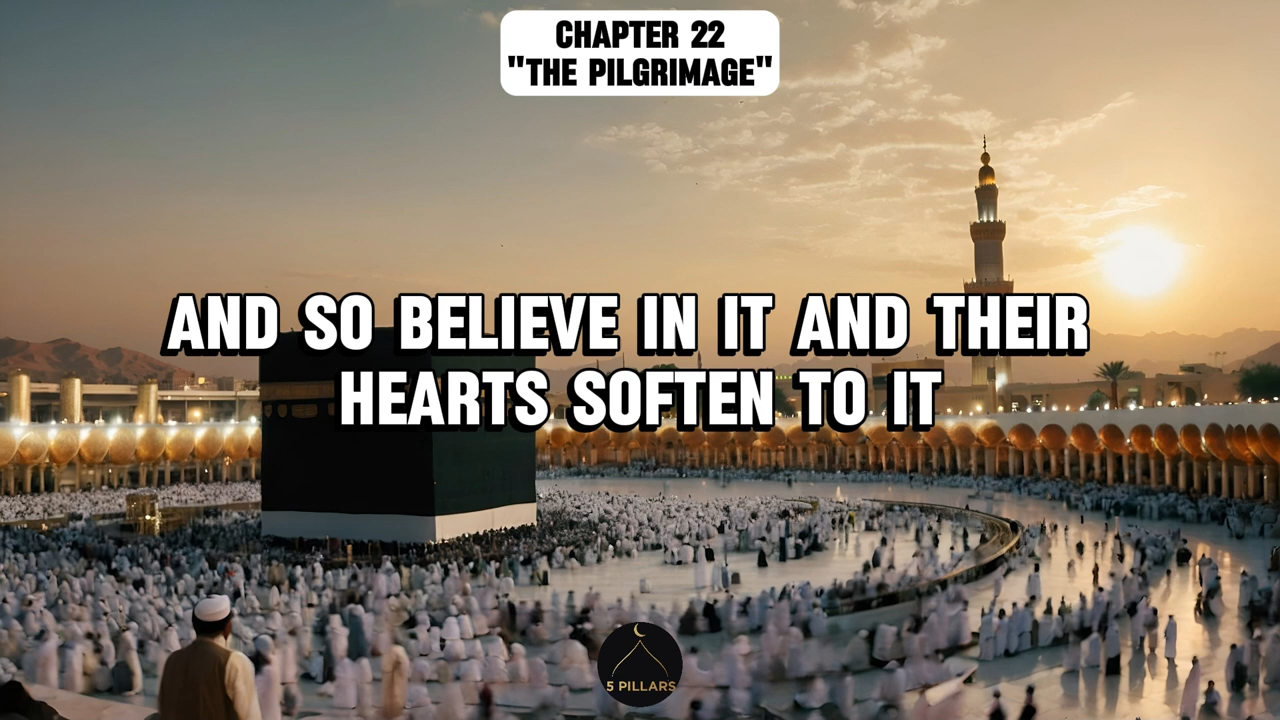 CHAPTER 22
"THE PILGRIMAGE"
AND SO BELIEVE IN IT AND THEIR
HEARTS SOFTEN TO IT
5 PILLARS